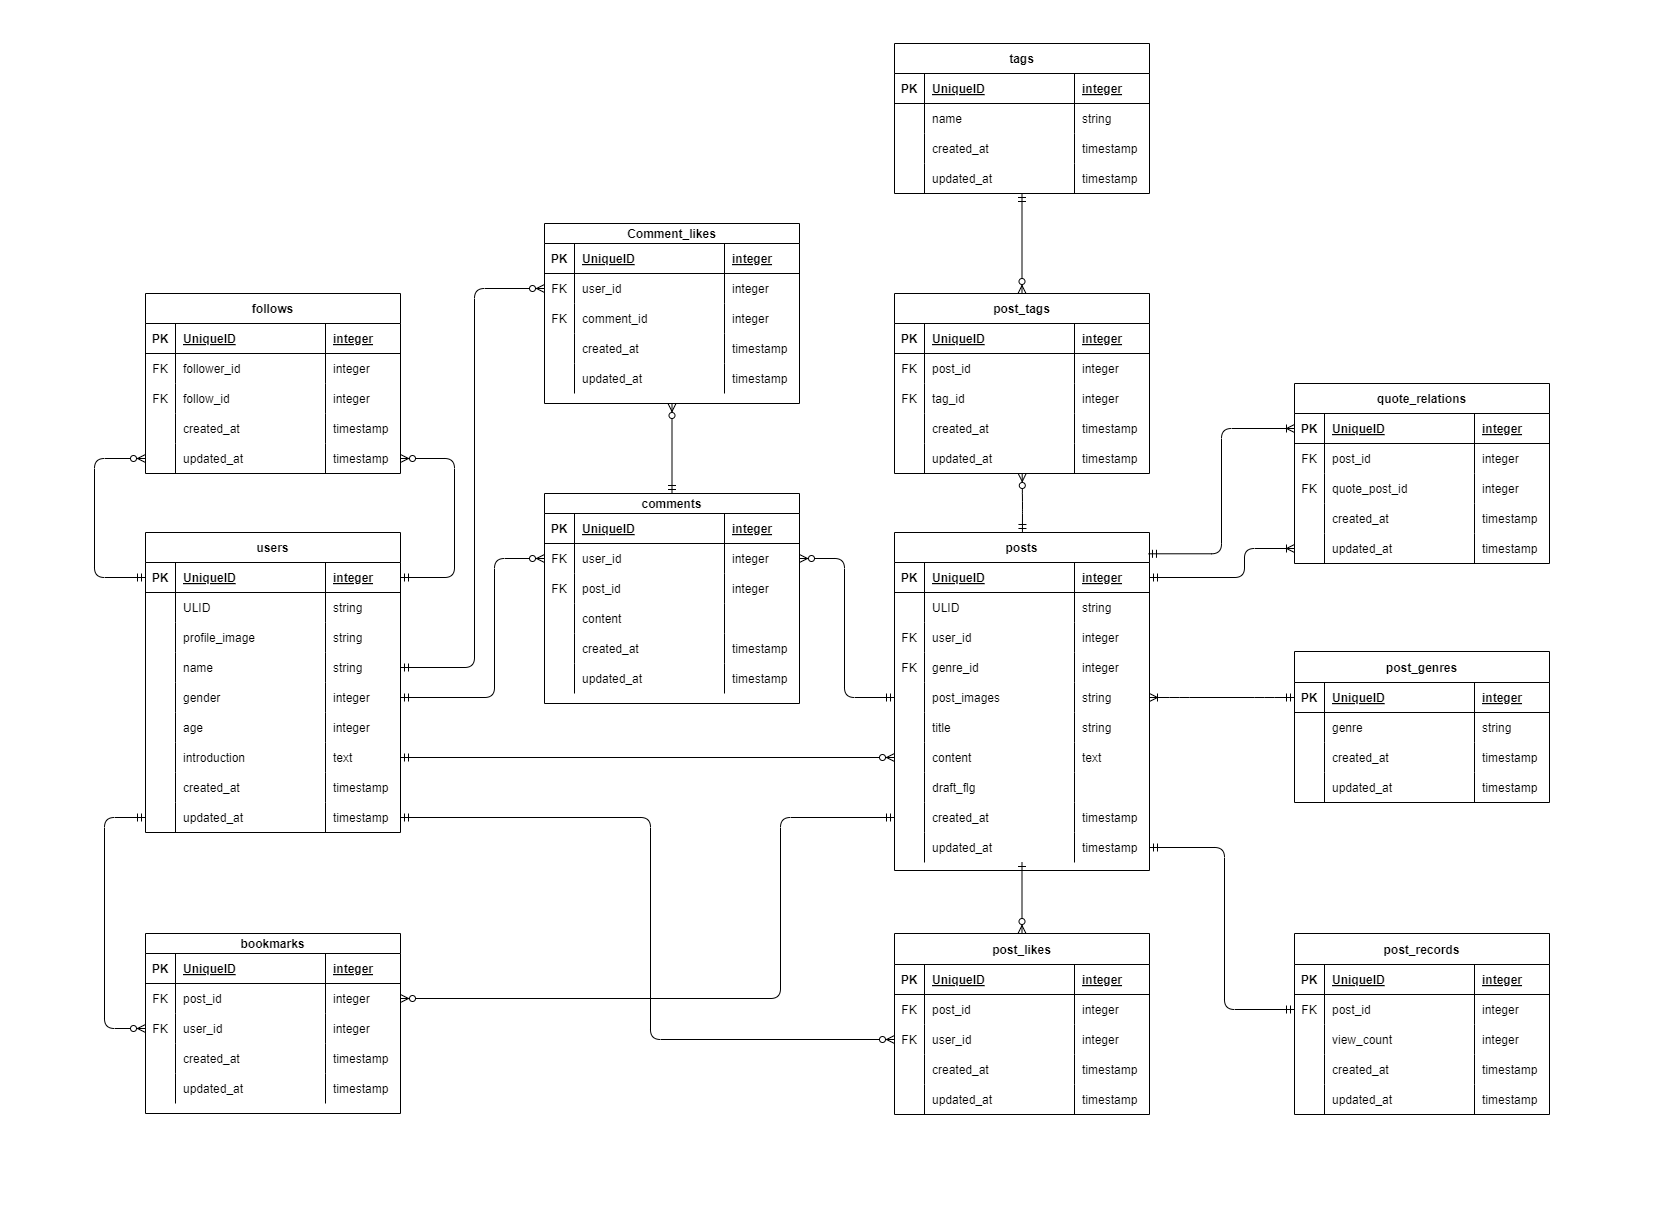 tags
PK UniqueID integer
name string
created_at timestamp
updated_at timestamp
Comment_likes
PK UniqueID integer
FK user_id integer
FK comment_id integer
created_at timestamp
updated_at timestamp
follows
PK UniqueID integer
FK follower_id integer
FK follow_id integer
created_at timestamp
updated_at timestamp
post_tags
PK UniqueID integer
FK post_id integer
FK tag_id integer
created_at timestamp
updated_at timestamp
quote_relations
PK UniqueID integer
FK post_id integer
FK quote_post_id integer
created_at timestamp
updated_at timestamp
comments
PK UniqueID integer
FK user_id integer
FK post_id integer
content
created_at timestamp
updated_at timestamp
users
PK UniqueID integer
ULID string
profile_image string
name string
gender integer
age integer
introduction text
created_at timestamp
updated_at timestamp
posts
PK UniqueID integer
ULID string
FK user_id integer
FK genre_id integer
post_images string
title string
content text
draft_flg
created_at timestamp
updated_at timestamp
post_genres
PK UniqueID integer
genre string
created_at timestamp
updated_at timestamp
bookmarks
PK UniqueID integer
FK post_id integer
FK user_id integer
created_at timestamp
updated_at timestamp
post_likes
PK UniqueID integer
FK post_id integer
FK user_id integer
created_at timestamp
updated_at timestamp
post_records
PK UniqueID integer
FK post_id integer
view_count integer
created_at timestamp
updated_at timestamp